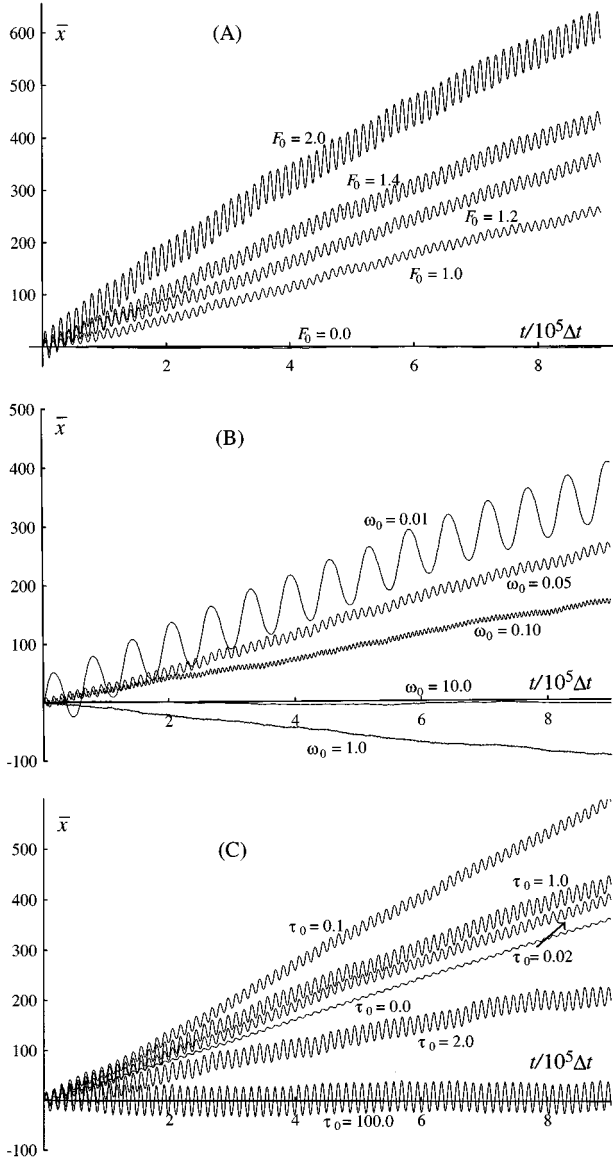 x̄
(A)
600
500
400
300
200
100
F₀ = 2.0
F₀ = 1.4
F₀ = 1.2
F₀ = 1.0
F₀ = 0.0
t/10⁵Δt
2 4 6 8
500
x̄
(B)
400
300
200
100
-100
ω₀ = 0.01
ω₀ = 0.05
ω₀ = 0.10
ω₀ = 10.0
t/10⁵Δt
2 4 6 8
ω₀ = 1.0
x̄
(C)
500
400
300
200
100
-100
τ₀ = 0.1
τ₀ = 1.0
τ₀ = 0.02
τ₀ = 0.0
τ₀ = 2.0
t/10⁵Δt
2 4 6 8
τ₀ = 100.0